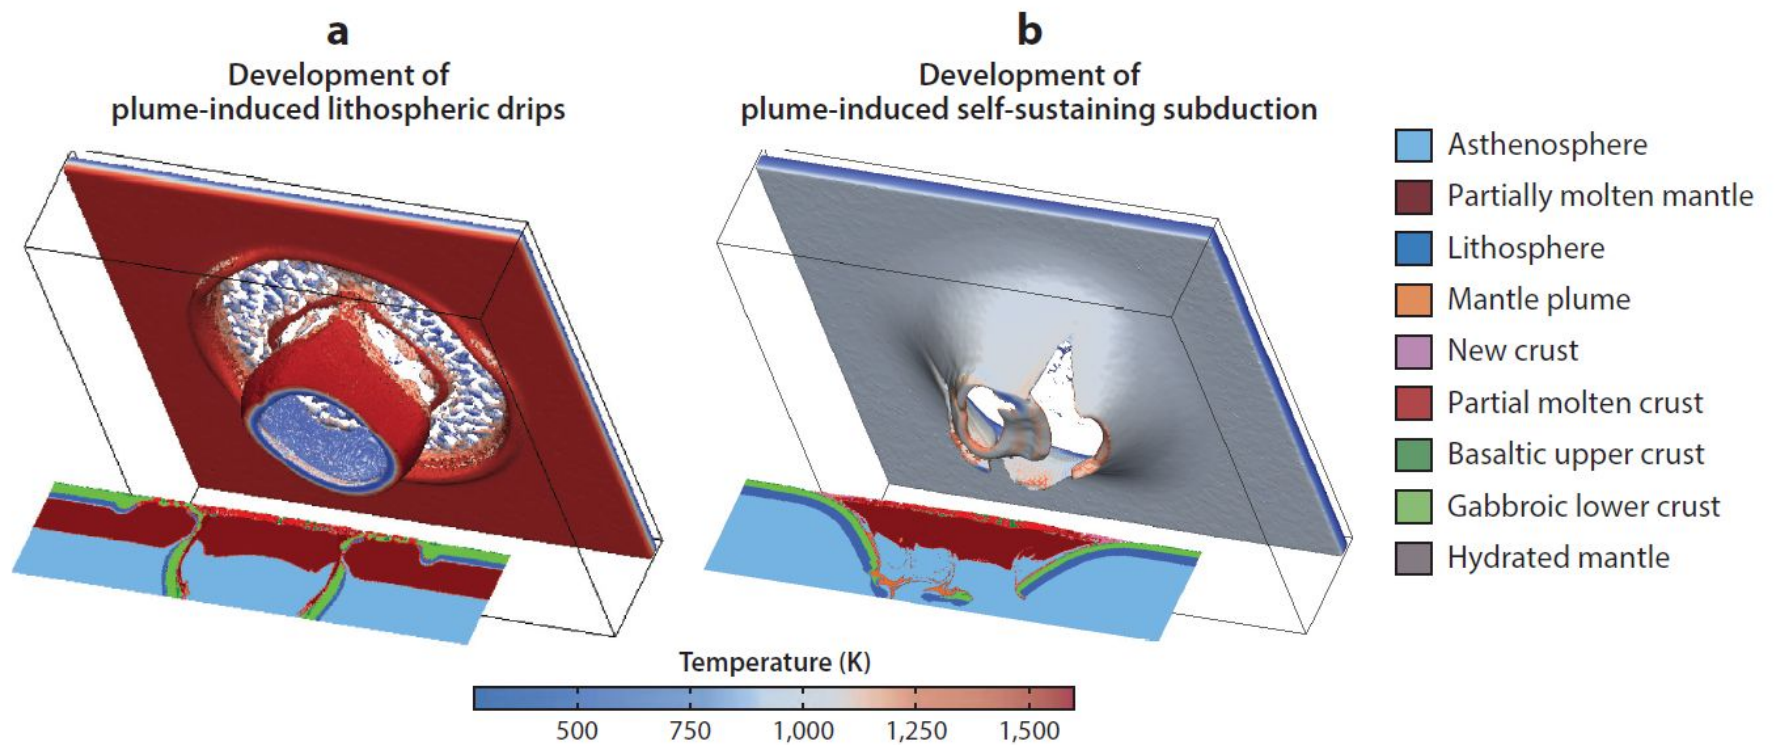 a
Development of
plume-induced lithospheric drips
b
Development of
plume-induced self-sustaining subduction
Asthenosphere
Partially molten mantle
Lithosphere
Mantle plume
New crust
Partial molten crust
Basaltic upper crust
Gabbroic lower crust
Hydrated mantle
Temperature (K)
500 750 1,000 1,250 1,500